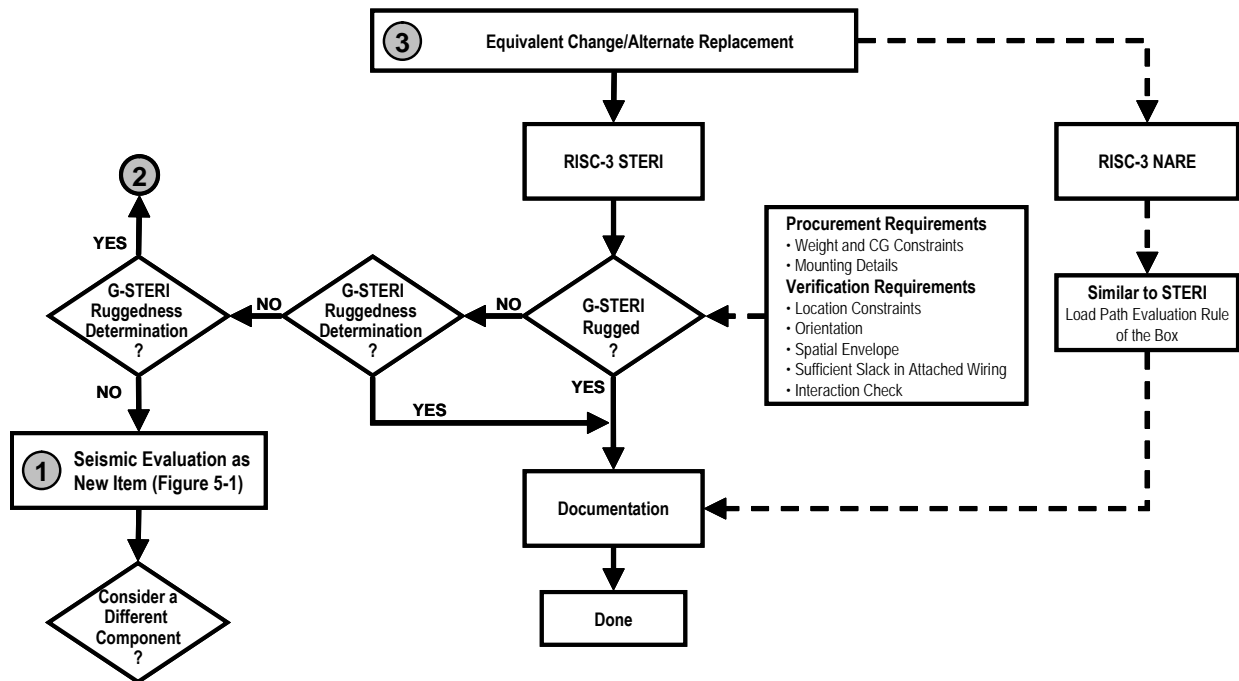 3
Equivalent Change/Alternate Replacement
RISC-3 STERI
RISC-3 NARE
2
YES
Procurement Requirements
• Weight and CG Constraints
• Mounting Details
Verification Requirements
• Location Constraints
• Orientation
• Spatial Envelope
• Sufficient Slack in Attached Wiring
• Interaction Check
Similar to STERI
Load Path Evaluation Rule
of the Box
G-STERI
Ruggedness
Determination
?
NO
G-STERI
Ruggedness
Determination
?
NO
G-STERI
Rugged
?
NO
YES
YES
1
Seismic Evaluation as
New Item (Figure 5-1)
Documentation
Consider a
Different
Component
?
Done